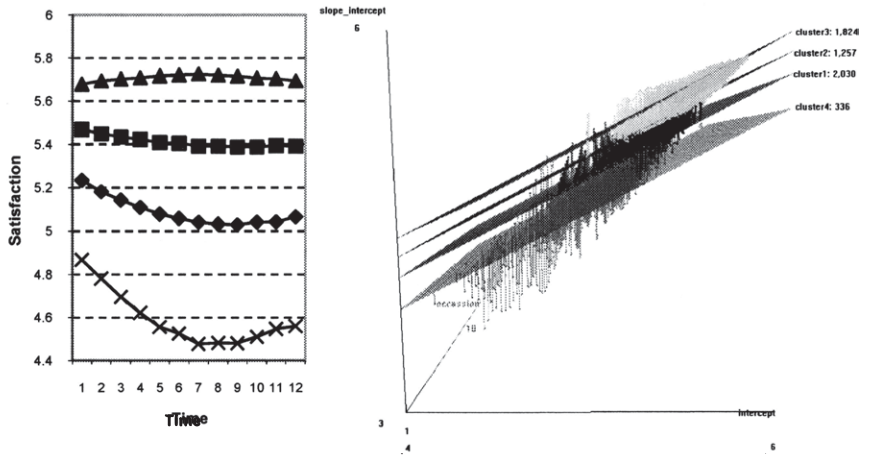 6
5.8
5.6
5.4
5.2
5
4.8
4.6
4.4
Satisfaction
1 2 3 4 5 6 7 8 9 10 11 12
Time
slope_intercept
6
cluster3: 1,824
cluster2: 1,257
cluster1: 2,030
cluster4: 336
occassion
10
3
1
4
intercept
6